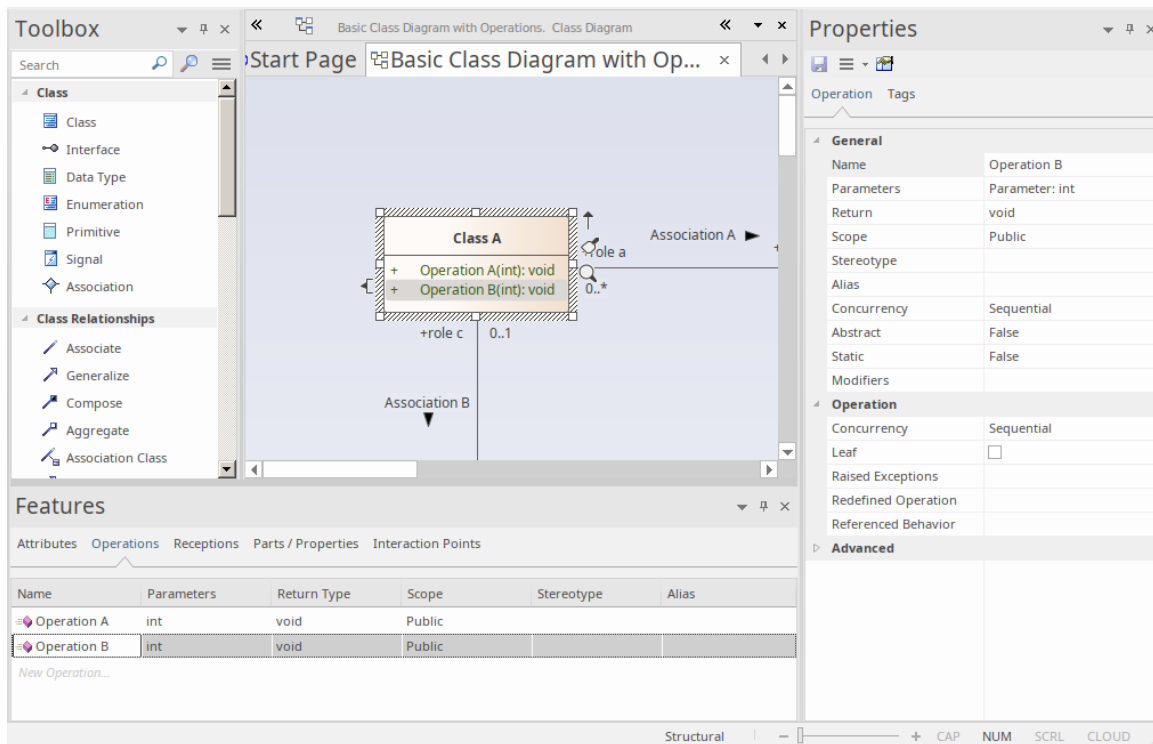 Toolbox
Search
Class
Class
Interface
Data Type
Enumeration
Primitive
Signal
Association
Class Relationships
Associate
Generalize
Compose
Aggregate
Association Class
Basic Class Diagram with Operations. Class Diagram
Start Page
Basic Class Diagram with Op...
Class A
+ Operation A(int): void
+ Operation B(int): void
Association A
+role a
0..*
+
+role c
0..1
Association B
Features
Attributes Operations Receptions Parts / Properties Interaction Points
Name Parameters Return Type Scope Stereotype Alias
Operation A int void Public
Operation B int void Public
New Operation...
Properties
Operation Tags
General
Name Operation B
Parameters Parameter: int
Return void
Scope Public
Stereotype
Alias
Concurrency Sequential
Abstract False
Static False
Modifiers
Operation
Concurrency Sequential
Leaf
Raised Exceptions
Redefined Operation
Referenced Behavior
Advanced
Structural
CAP NUM SCRL CLOUD